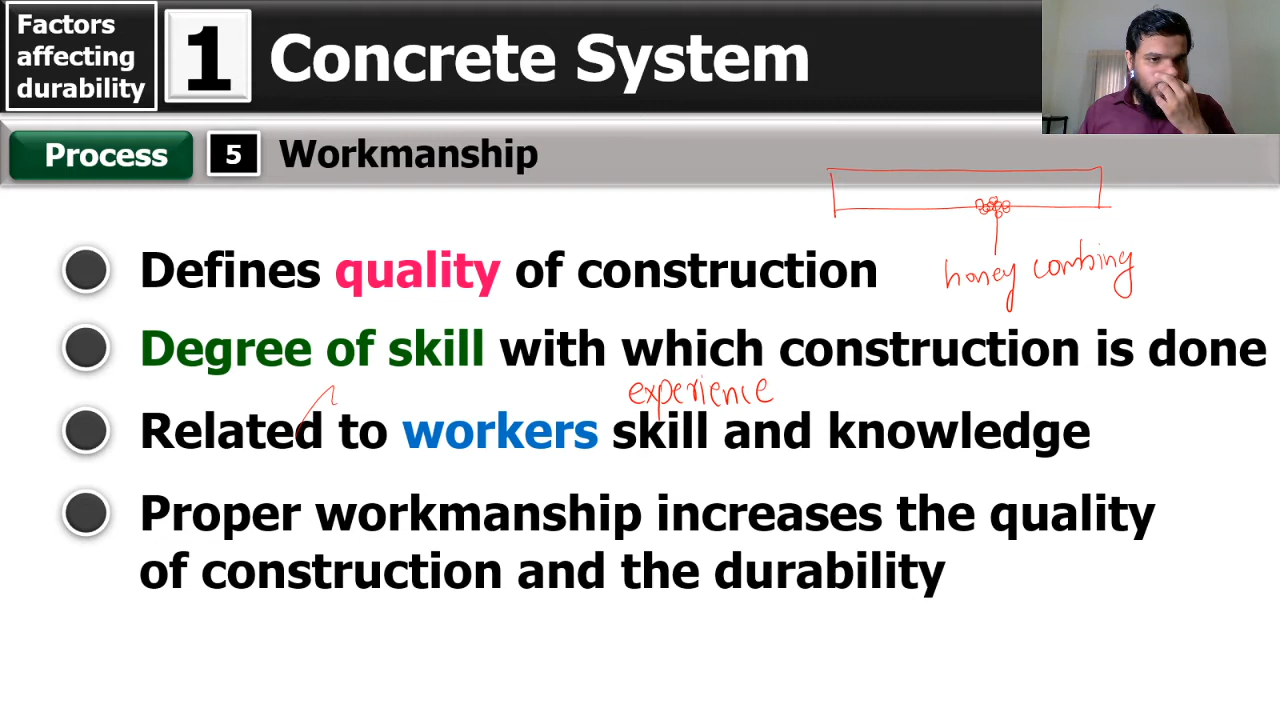 Factors
affecting
durability
1
Concrete System
Process
5
Workmanship
honey combing
Defines quality of construction
Degree of skill with which construction is done
experience
Related to workers skill and knowledge
Proper workmanship increases the quality
of construction and the durability